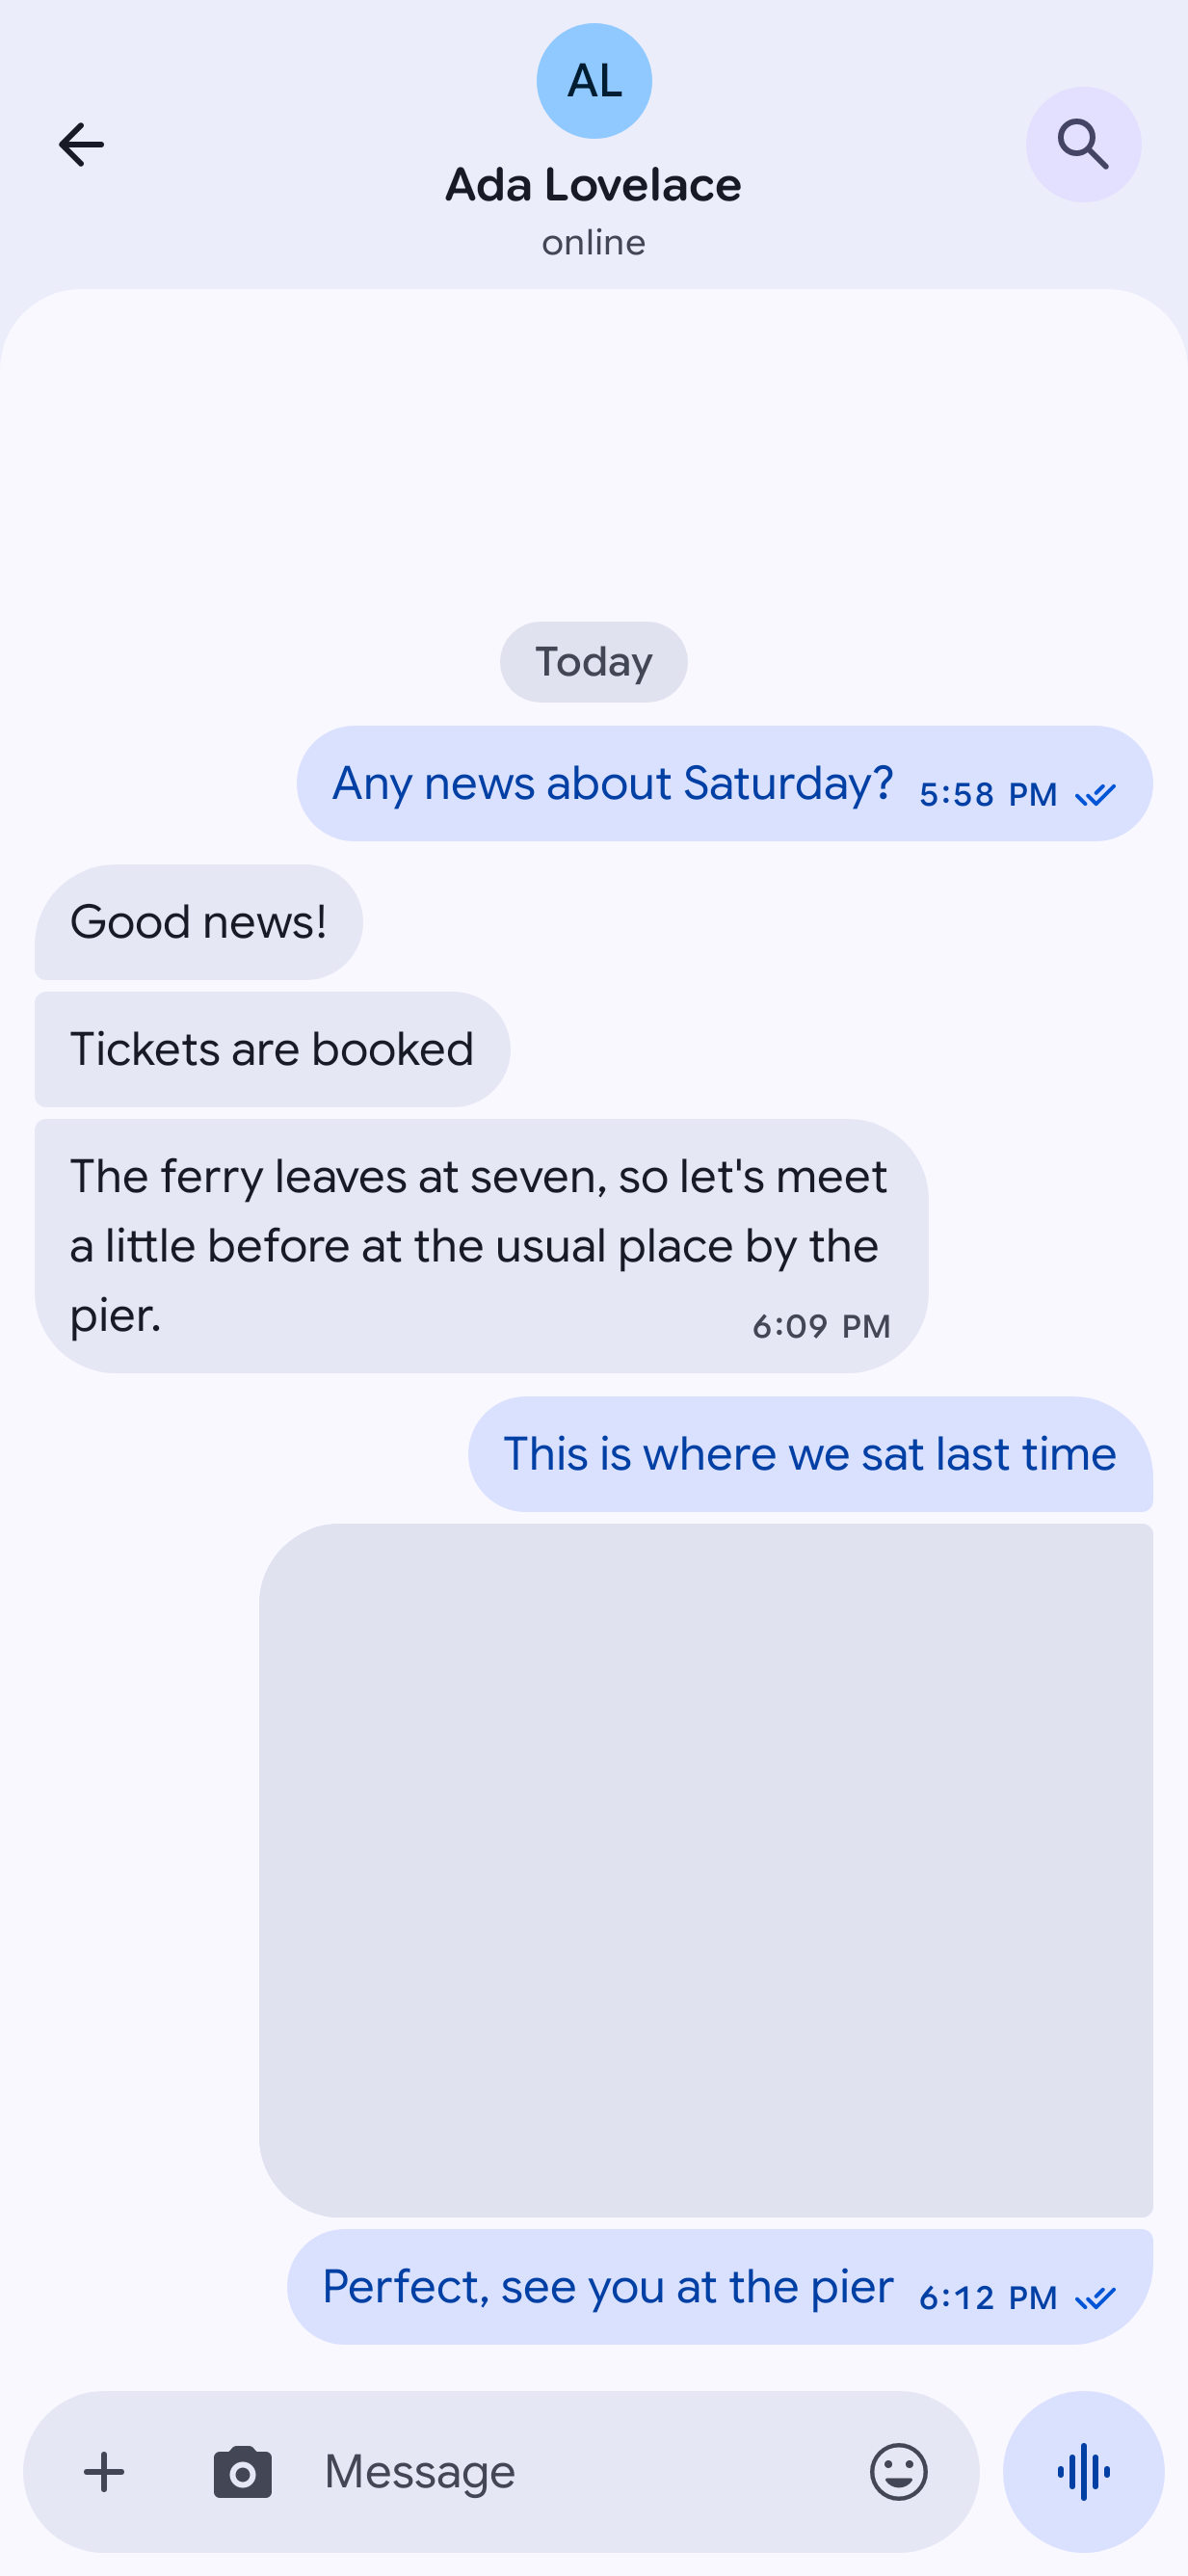 AL
Ada Lovelace
online
Today
Any news about Saturday? 5:58 PM
Good news!
Tickets are booked
The ferry leaves at seven, so let's meet
a little before at the usual place by the
pier. 6:09 PM
This is where we sat last time
Perfect, see you at the pier 6:12 PM
Message